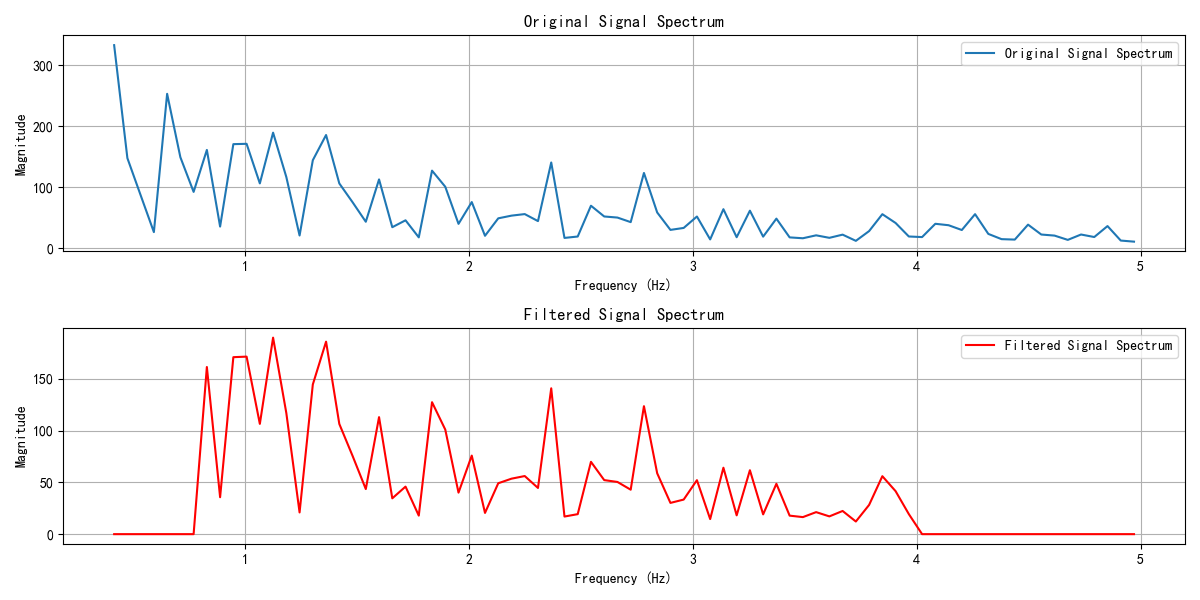 Original Signal Spectrum
Original Signal Spectrum
300
200
100
0
Magnitude
1 2 3 4 5
Frequency (Hz)
Filtered Signal Spectrum
Filtered Signal Spectrum
150
100
50
0
Magnitude
1 2 3 4 5
Frequency (Hz)